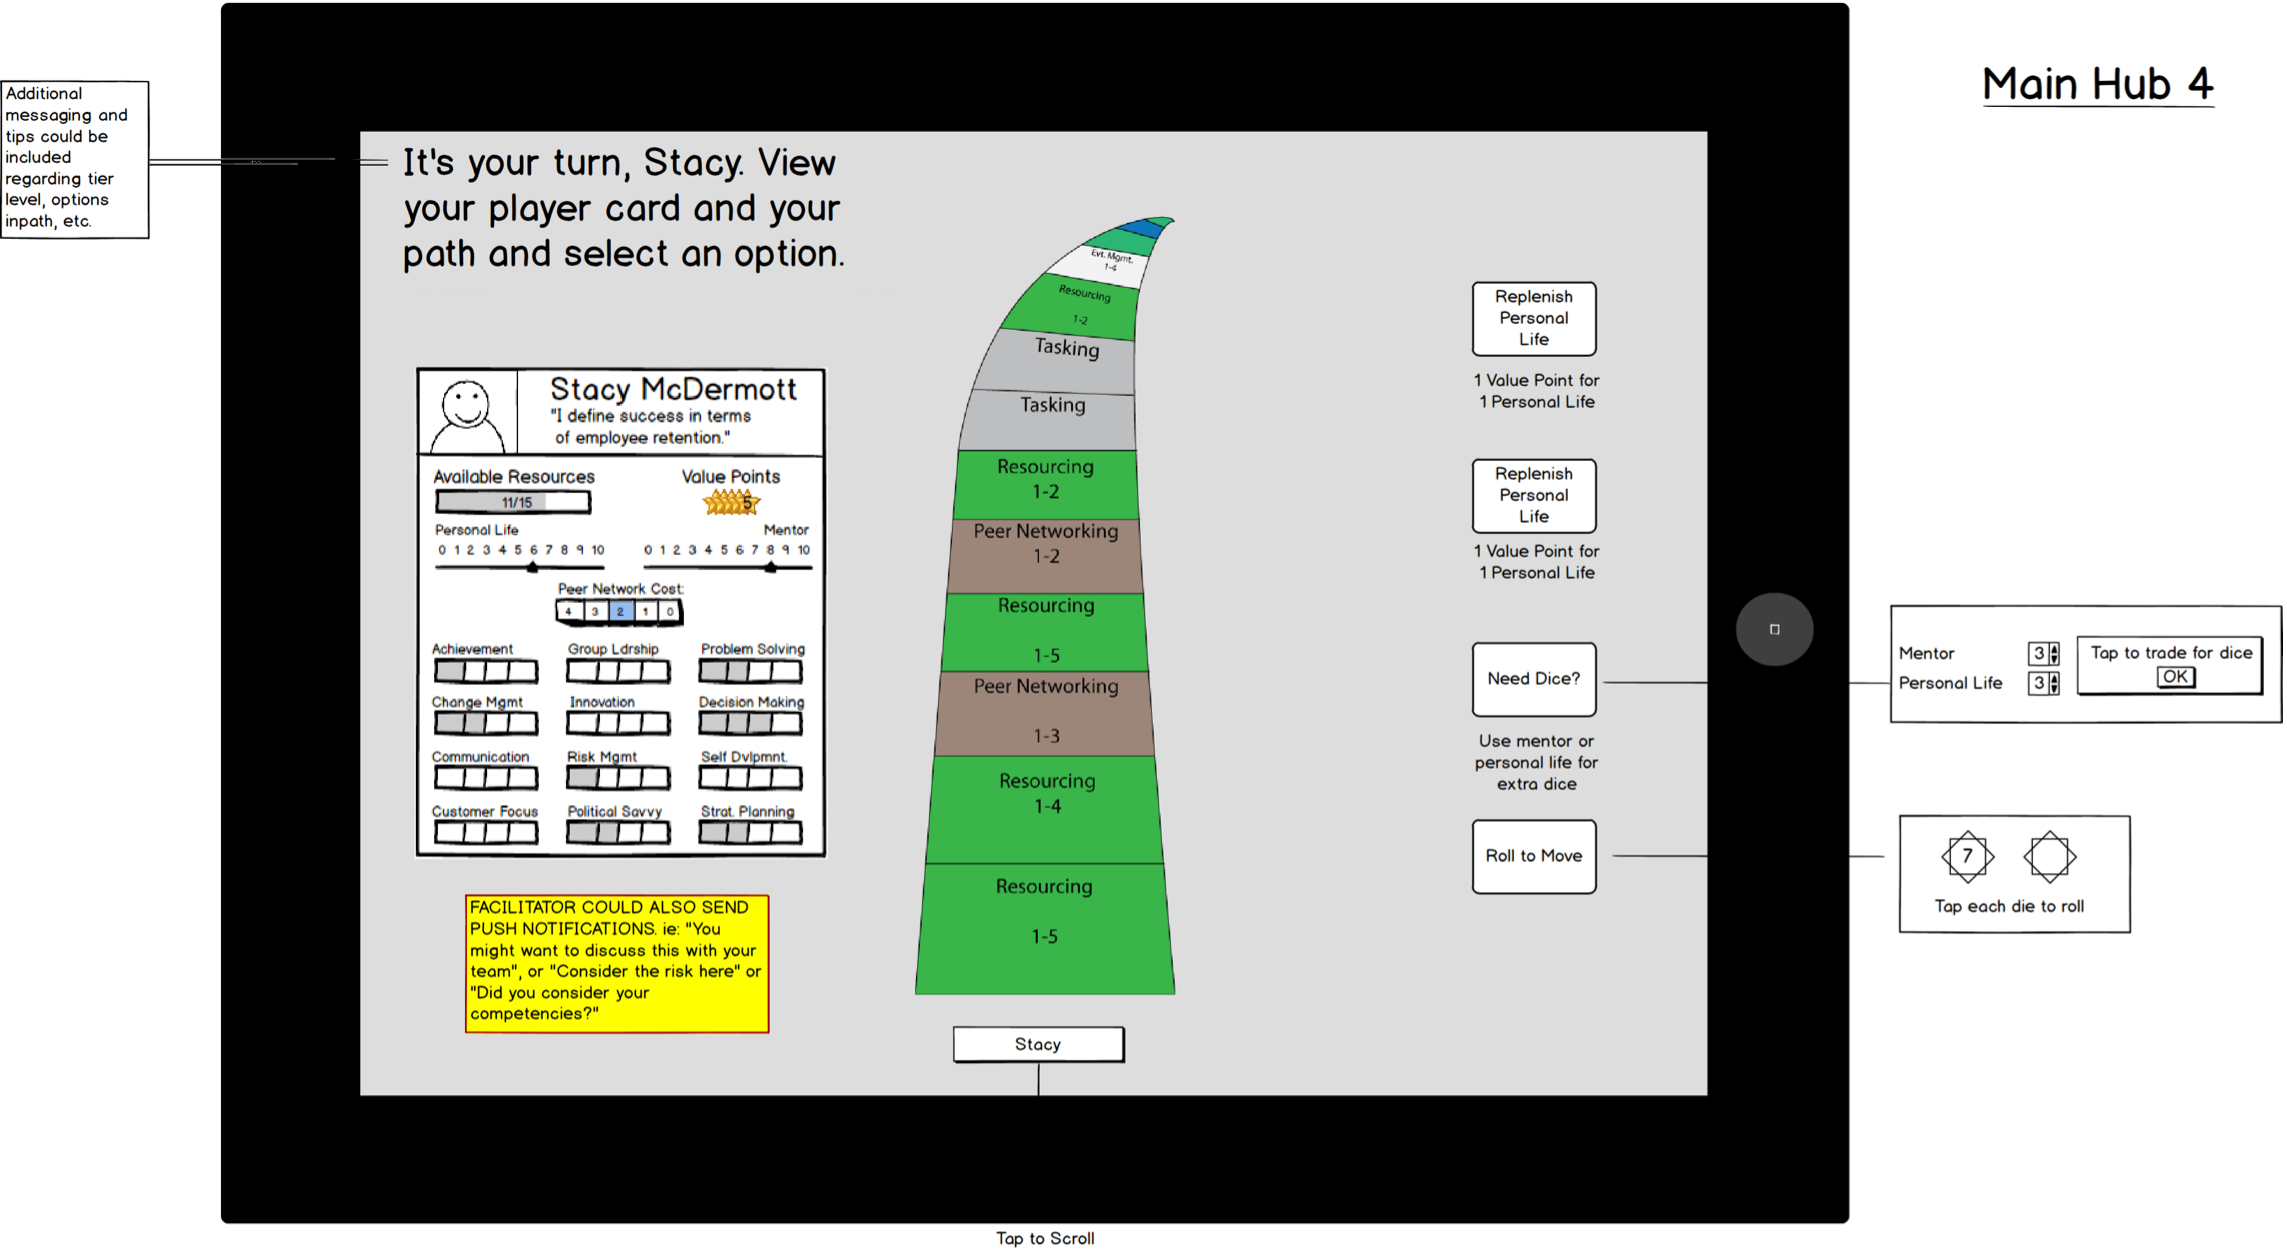 Main Hub 4
Additional
messaging and
tips could be
included
regarding tier
level, options
inpath, etc.
It's your turn, Stacy. View
your player card and your
path and select an option.
Stacy McDermott
"I define success in terms
of employee retention."
Available Resources
11/15
Value Points
5
Personal Life
0 1 2 3 4 5 6 7 8 9 10
Mentor
0 1 2 3 4 5 6 7 8 9 10
Peer Network Cost:
4 3 2 1 0
Achievement
Group Ldrship
Problem Solving
Change Mgmt
Innovation
Decision Making
Communication
Risk Mgmt
Self Dvlpmnt.
Customer Focus
Political Savvy
Strat. Planning
FACILITATOR COULD ALSO SEND
PUSH NOTIFICATIONS. ie: "You
might want to discuss this with your
team", or "Consider the risk here" or
"Did you consider your
competencies?"
Evt. Mgmt.
1-4
Resourcing
1-2
Tasking
Tasking
Resourcing
1-2
Peer Networking
1-2
Resourcing
1-5
Peer Networking
1-3
Resourcing
1-4
Resourcing
1-5
Stacy
Replenish
Personal
Life
1 Value Point for
1 Personal Life
Replenish
Personal
Life
1 Value Point for
1 Personal Life
Need Dice?
Use mentor or
personal life for
extra dice
Roll to Move
Mentor 3
Personal Life 3
Tap to trade for dice
OK
7
Tap each die to roll
Tap to Scroll